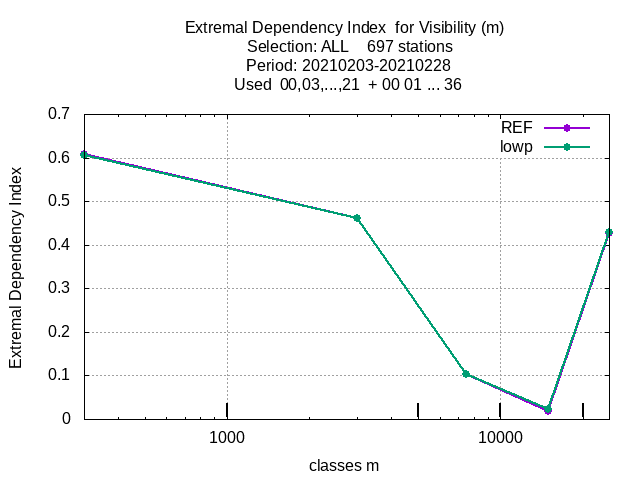 Extremal Dependency Index  for Visibility (m)
Selection: ALL    697 stations
Period: 20210203-20210228
Used  00,03,...,21  + 00 01 ... 36
REF
lowp
Extremal Dependency Index
0.7
0.6
0.5
0.4
0.3
0.2
0.1
0
1000
10000
classes m